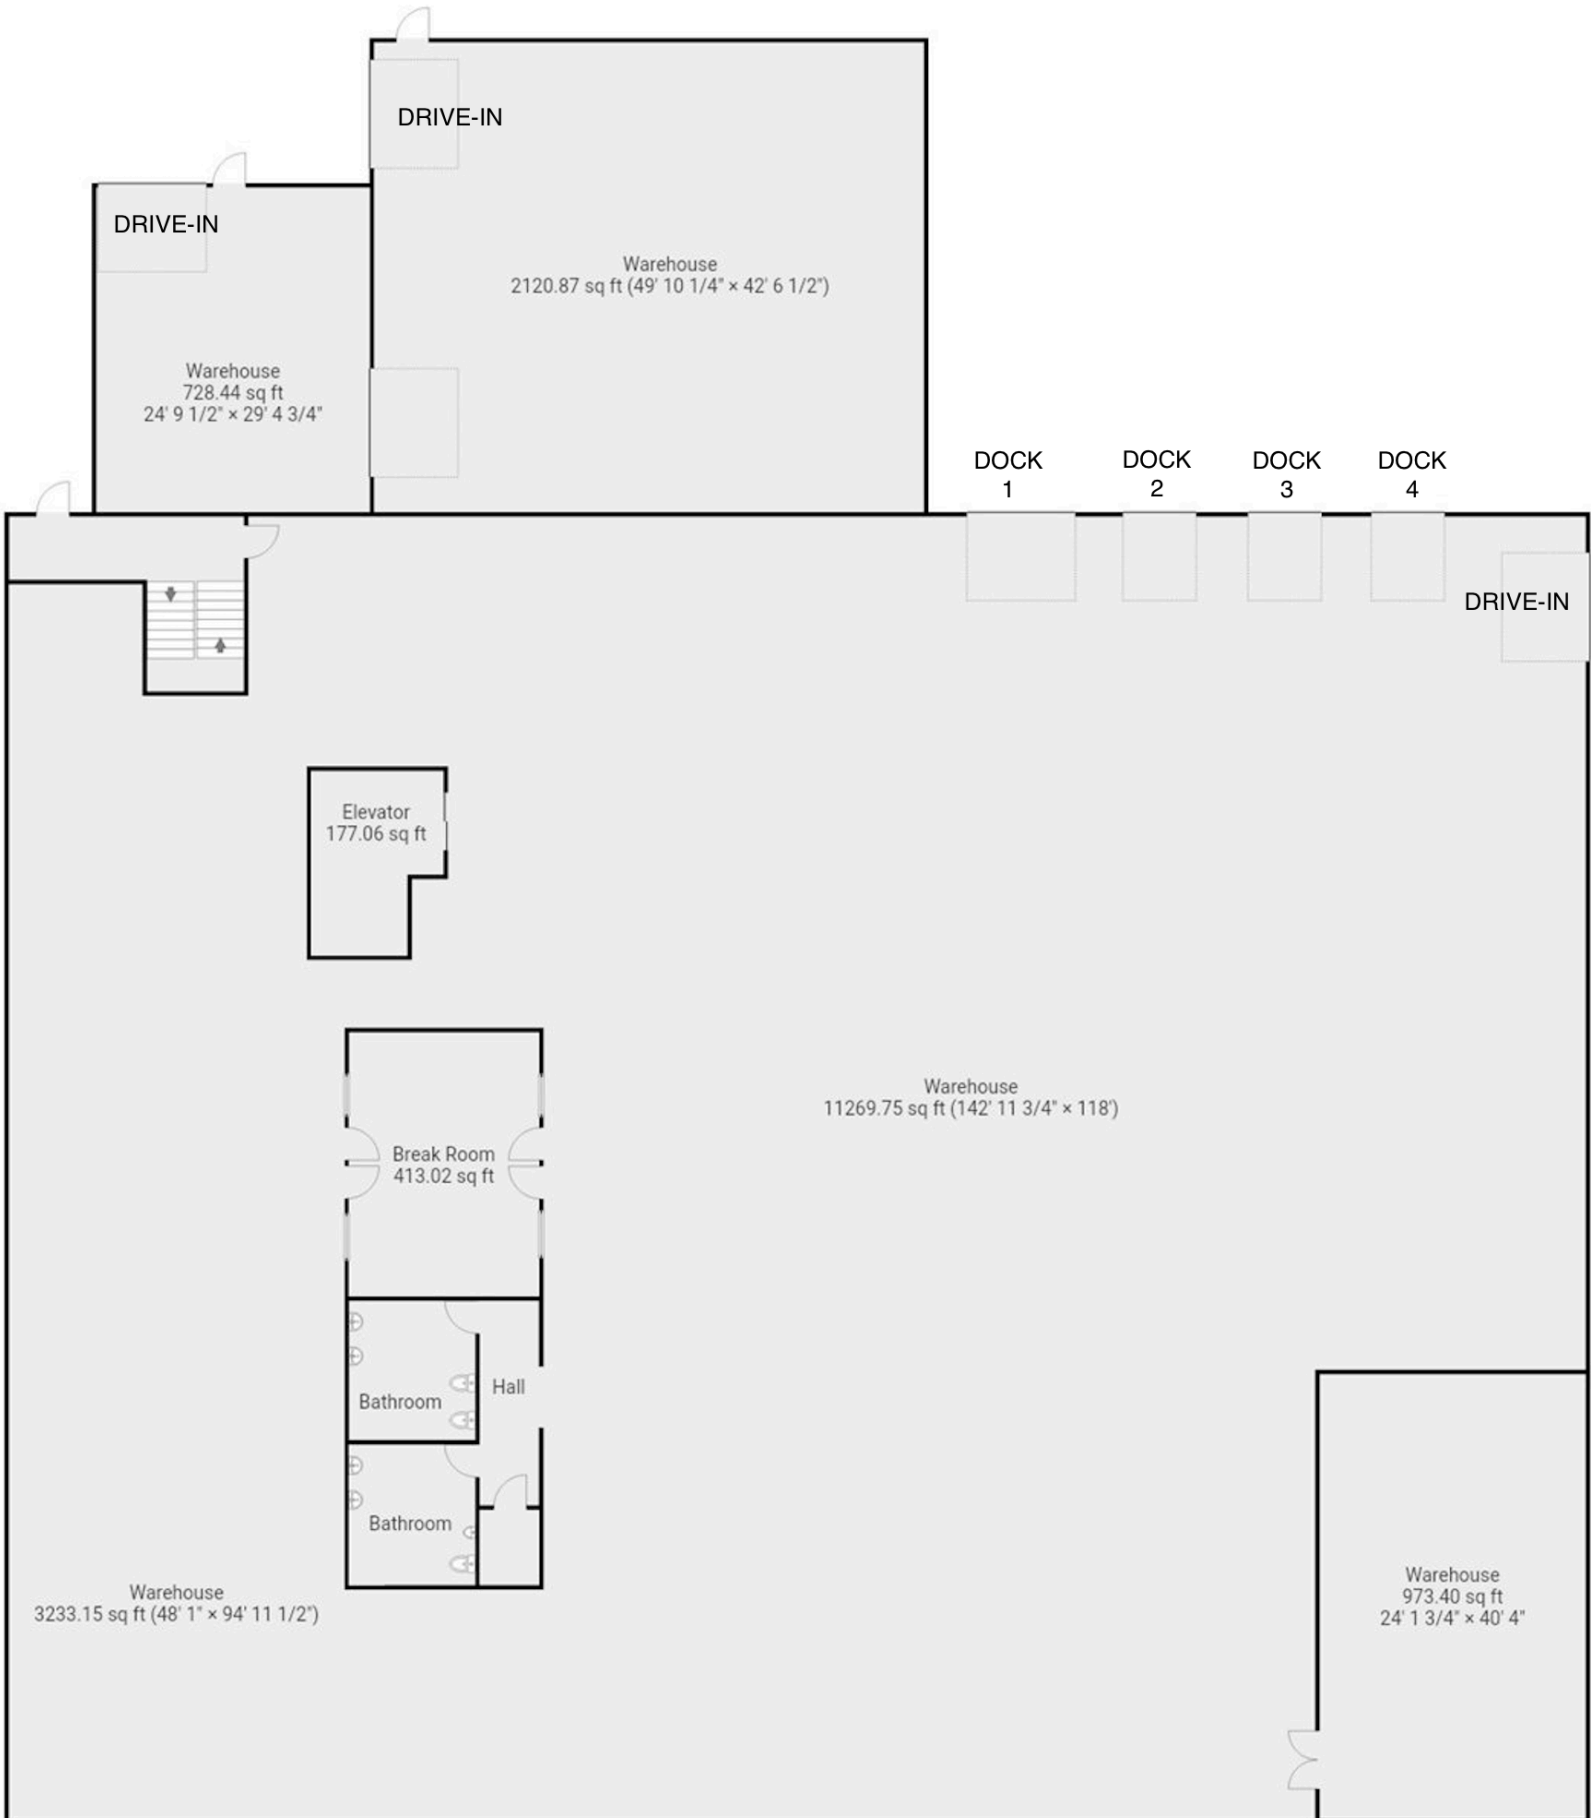 DRIVE-IN
DRIVE-IN
Warehouse
2120.87 sq ft (49' 10 1/4" × 42' 6 1/2")
Warehouse
728.44 sq ft
24' 9 1/2" × 29' 4 3/4"
DOCK
1
DOCK
2
DOCK
3
DOCK
4
DRIVE-IN
Elevator
177.06 sq ft
Warehouse
11269.75 sq ft (142' 11 3/4" × 118')
Break Room
413.02 sq ft
Hall
Bathroom
Bathroom
Warehouse
3233.15 sq ft (48' 1" × 94' 11 1/2")
Warehouse
973.40 sq ft
24' 1 3/4" × 40' 4"